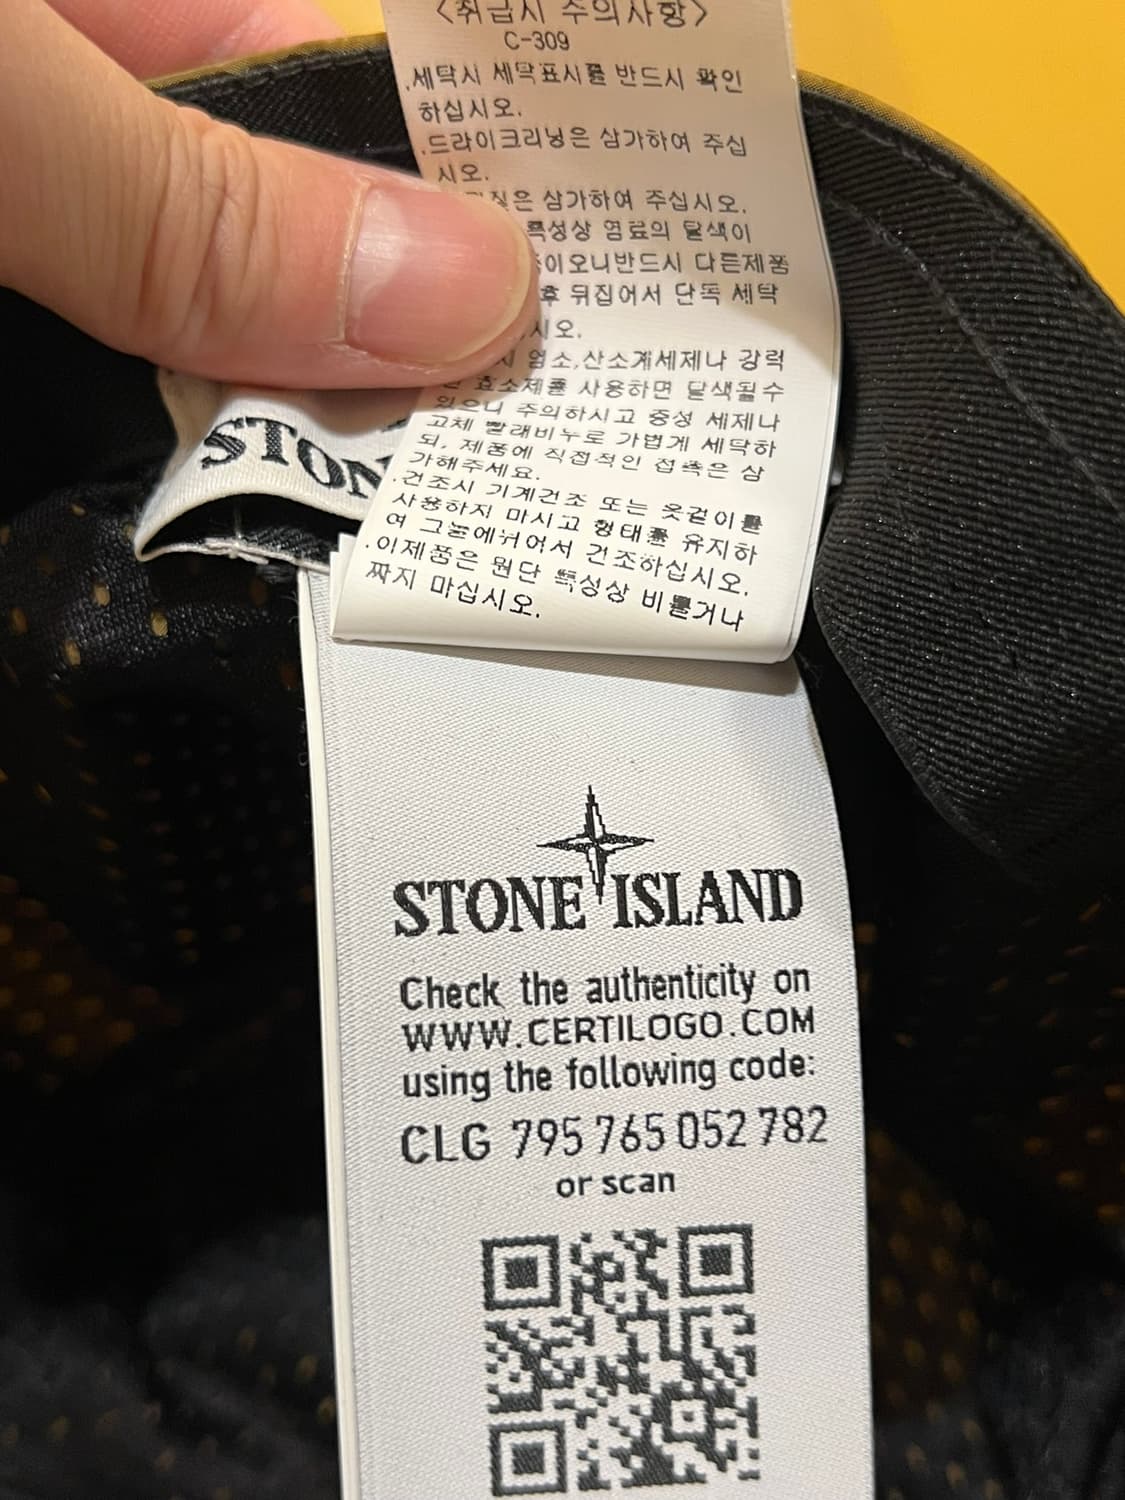 <취급시 주의사항>
C-309
.세탁시 세탁표시를 반드시 확인
하십시오.
.드라이크리닝은 삼가하여 주십
시오.
삼가하여 주십시오.
특성상 염료의 탈색이
다른제품
후 뒤집어서 단독 세탁
시오.
염소,산소계세제나 강력
효소제를 사용하면 탈색될수
있으니 주의하시고 중성 세제나
고체 빨래비누로 가볍게 세탁하
되, 제품에 직접적인 접촉은 삼
가해주세요.
.건조시 기계건조 또는 옷걸이를
사용하지 마시고 형태를 유지하
여 그늘에뉘어서 건조하십시오.
.이제품은 원단 특성상 비틀거나
짜지 마십시오.
STON
STONE ISLAND
Check the authenticity on
WWW.CERTILOGO.COM
using the following code:
CLG 795 765 052 782
or scan